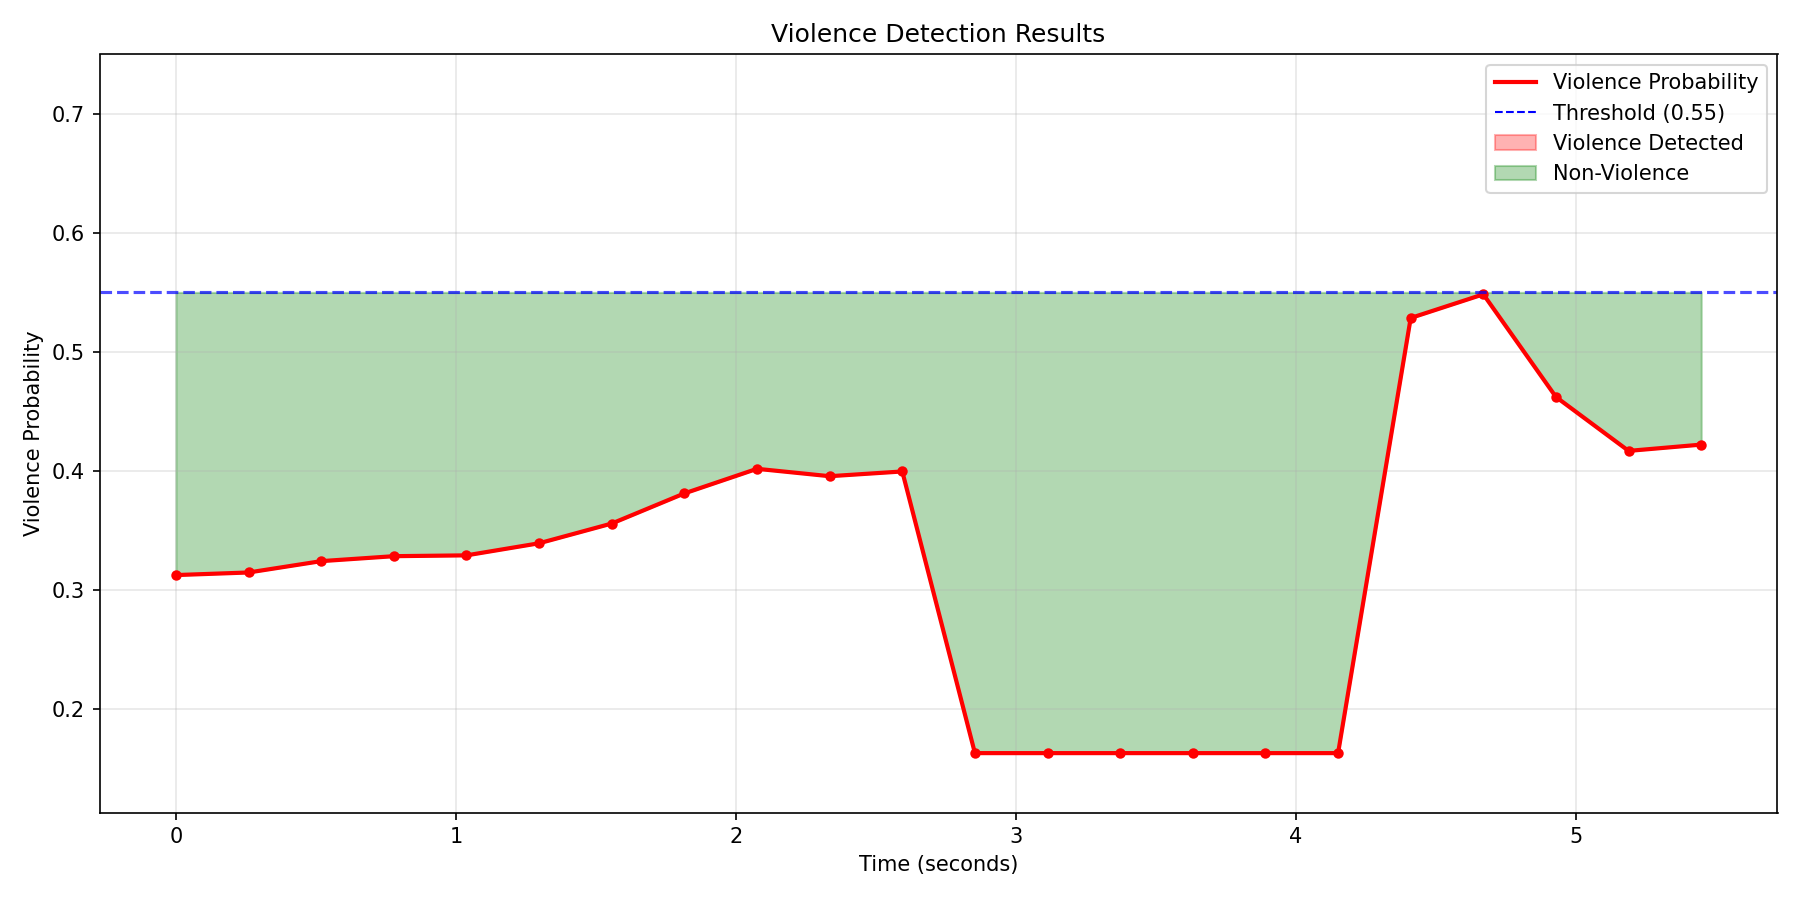 Violence Detection Results
Violence Probability
Threshold (0.55)
Violence Detected
Non-Violence
Violence Probability
0.7
0.6
0.5
0.4
0.3
0.2
0
1
2
3
4
5
Time (seconds)